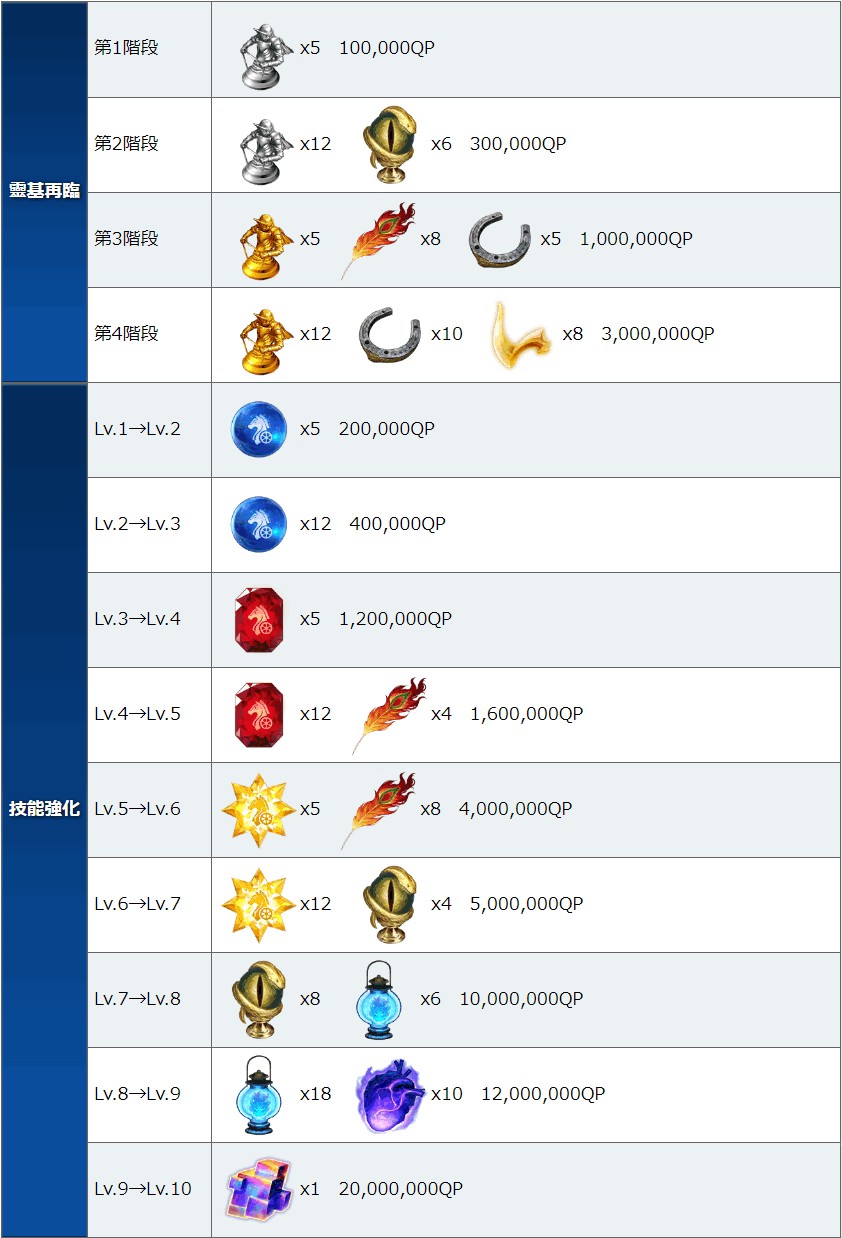 靈基再臨
第1階段 x5 100,000QP
第2階段 x12 x6 300,000QP
第3階段 x5 x8 x5 1,000,000QP
第4階段 x12 x10 x8 3,000,000QP
技能強化
Lv.1→Lv.2 x5 200,000QP
Lv.2→Lv.3 x12 400,000QP
Lv.3→Lv.4 x5 1,200,000QP
Lv.4→Lv.5 x12 x4 1,600,000QP
Lv.5→Lv.6 x5 x8 4,000,000QP
Lv.6→Lv.7 x12 x4 5,000,000QP
Lv.7→Lv.8 x8 x6 10,000,000QP
Lv.8→Lv.9 x18 x10 12,000,000QP
Lv.9→Lv.10 x1 20,000,000QP